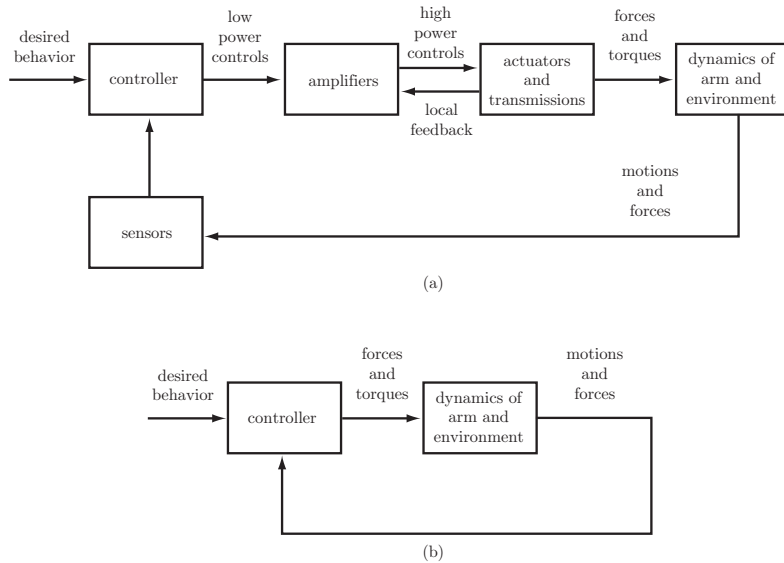 desired
behavior
controller
low
power
controls
amplifiers
high
power
controls
local
feedback
actuators
and
transmissions
forces
and
torques
dynamics of
arm and
environment
motions
and
forces
sensors
(a)
desired
behavior
controller
forces
and
torques
dynamics of
arm and
environment
motions
and
forces
(b)